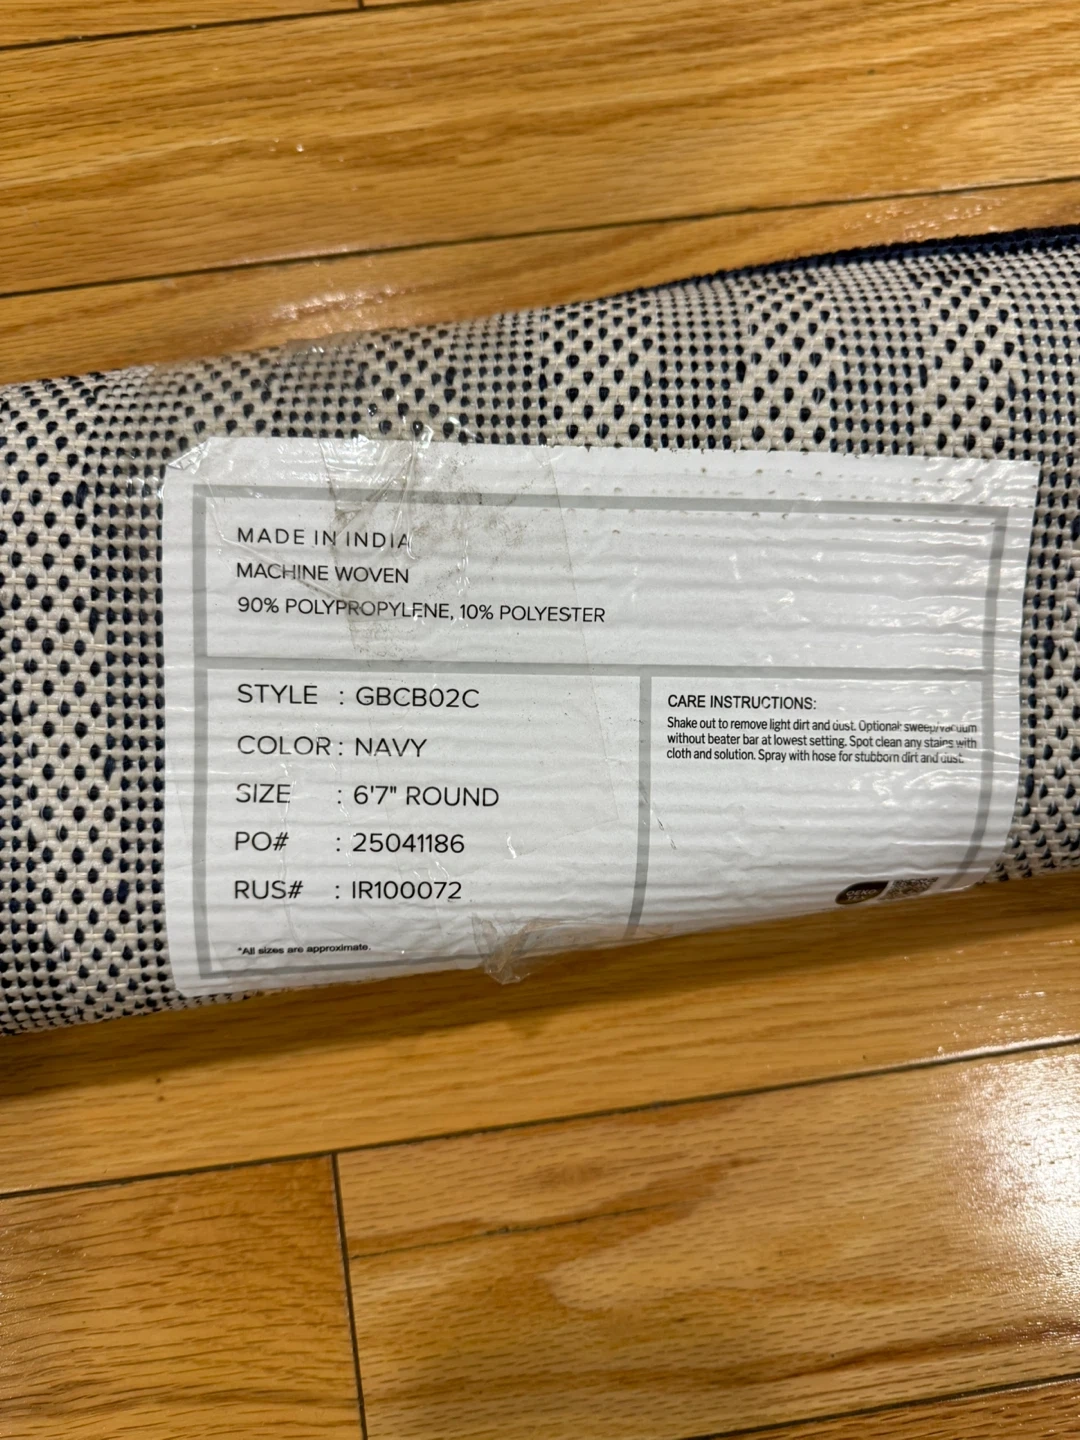 MADE IN INDIA
MACHINE WOVEN
90% POLYPROPYLENE, 10% POLYESTER
STYLE : GBCB02C
COLOR : NAVY
SIZE : 6'7" ROUND
PO# : 25041186
RUS# : IR100072
*All sizes are approximate.
CARE INSTRUCTIONS:
Shake out to remove light dirt and dust. Optional: sweep/vacuum
without beater bar at lowest setting. Spot clean any stains with
cloth and solution. Spray with hose for stubborn dirt and dust.